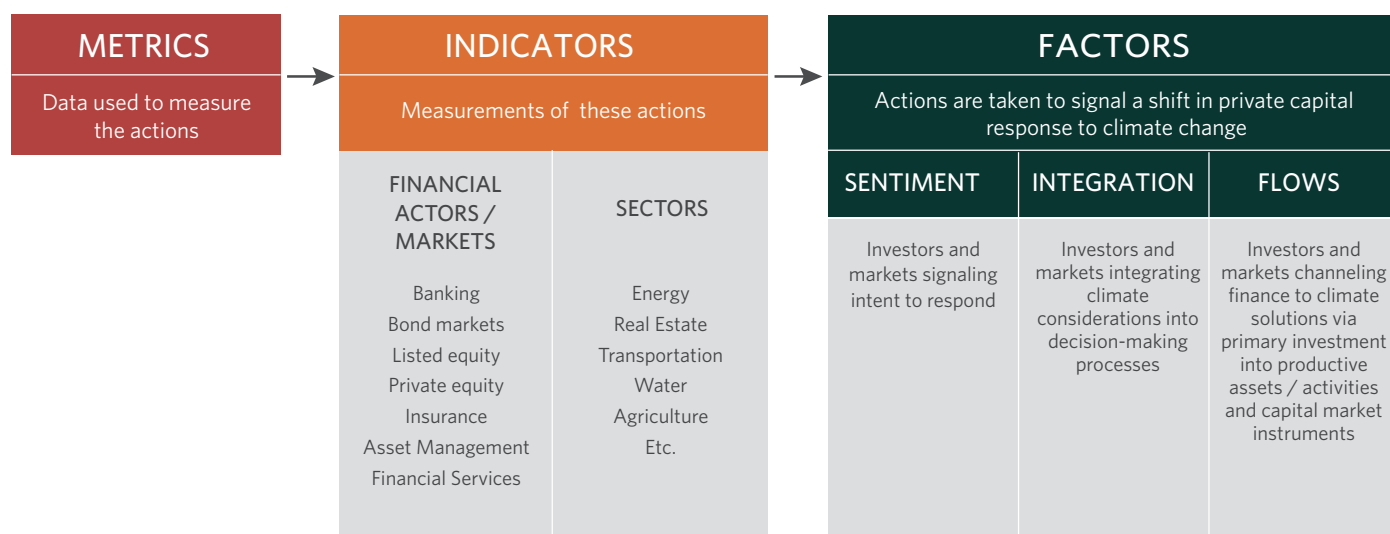 METRICS
Data used to measure
the actions
INDICATORS
Measurements of these actions
FINANCIAL
ACTORS /
MARKETS
Banking
Bond markets
Listed equity
Private equity
Insurance
Asset Management
Financial Services
SECTORS
Energy
Real Estate
Transportation
Water
Agriculture
Etc.
FACTORS
Actions are taken to signal a shift in private capital
response to climate change
SENTIMENT
Investors and
markets signaling
intent to respond
INTEGRATION
Investors and
markets integrating
climate
considerations into
decision-making
processes
FLOWS
Investors and
markets channeling
finance to climate
solutions via
primary investment
into productive
assets / activities
and capital market
instruments